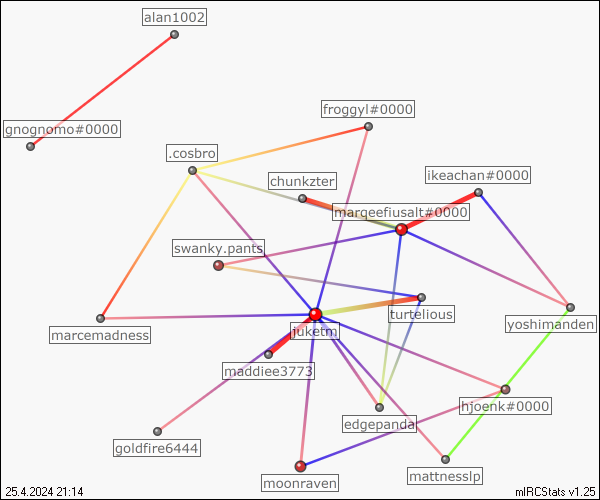 alan1002
gnognomo#0000
froggyl#0000
.cosbro
chunkzter
ikeachan#0000
marqeefiusalt#0000
swanky.pants
turtelious
yoshimanden
marcemadness
juketm
maddiee3773
hjoenk#0000
edgepanda
goldfire6444
mattnesslp
moonraven
25.4.2024 21:14
mIRCStats v1.25